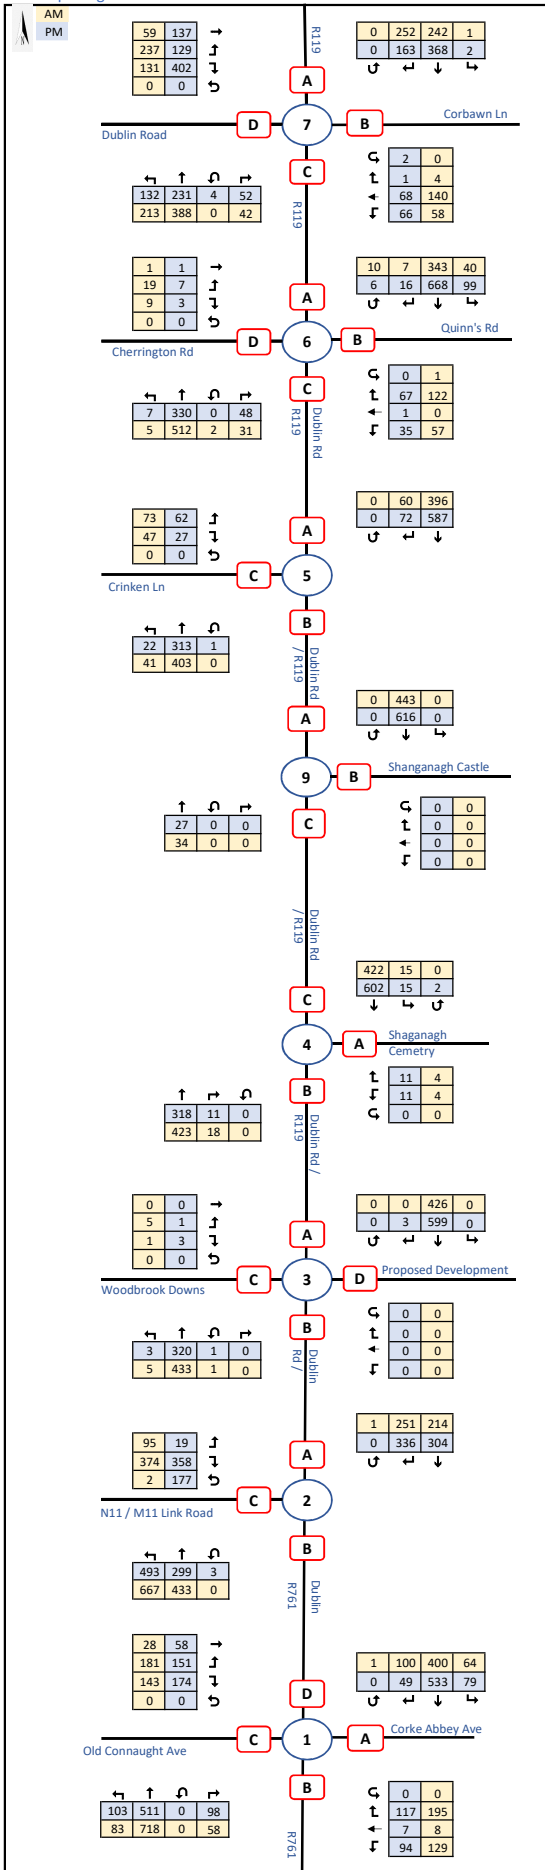 AM
PM
59 137 →
237 129 ↱
131 402 ↴
0 0 ⮌
R119
0 252 242 1
0 163 368 2
A
Dublin Road
D
7
B
Corbawn Ln
C
132 231 4 52
213 388 0 42
R119
2 0
1 4
68 140
66 58
1 1
19 7
9 3
0 0
10 7 343 40
6 16 668 99
A
Cherrington Rd
D
6
B
Quinn's Rd
C
7 330 0 48
5 512 2 31
R119
Dublin Rd
0 1
67 122
1 0
35 57
73 62
47 27
0 0
0 60 396
0 72 587
A
Crinken Ln
C
5
B
22 313 1
41 403 0
Dublin Rd
/ R119
0 443 0
0 616 0
A
9
B
Shanganagh Castle
C
27 0 0
34 0 0
0 0
0 0
0 0
0 0
Dublin Rd
/ R119
422 15 0
602 15 2
C
4
A
Shaganagh
Cemetry
B
318 11 0
423 18 0
Dublin Rd /
R119
11 4
11 4
0 0
0 0
5 1
1 3
0 0
0 0 426 0
0 3 599 0
A
Woodbrook Downs
C
3
D
Proposed Development
B
3 320 1 0
5 433 1 0
Dublin
Rd /
0 0
0 0
0 0
0 0
95 19
374 358
2 177
1 251 214
0 336 304
A
N11 / M11 Link Road
C
2
B
493 299 3
667 433 0
Dublin
R761
28 58
181 151
143 174
0 0
1 100 400 64
0 49 533 79
D
Old Connaught Ave
C
1
A
Corke Abbey Ave
B
103 511 0 98
83 718 0 58
R761
0 0
117 195
7 8
94 129